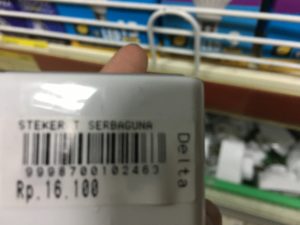 STEKER T SERBAGUNA
9998700102463
Rp.16.100
Delta